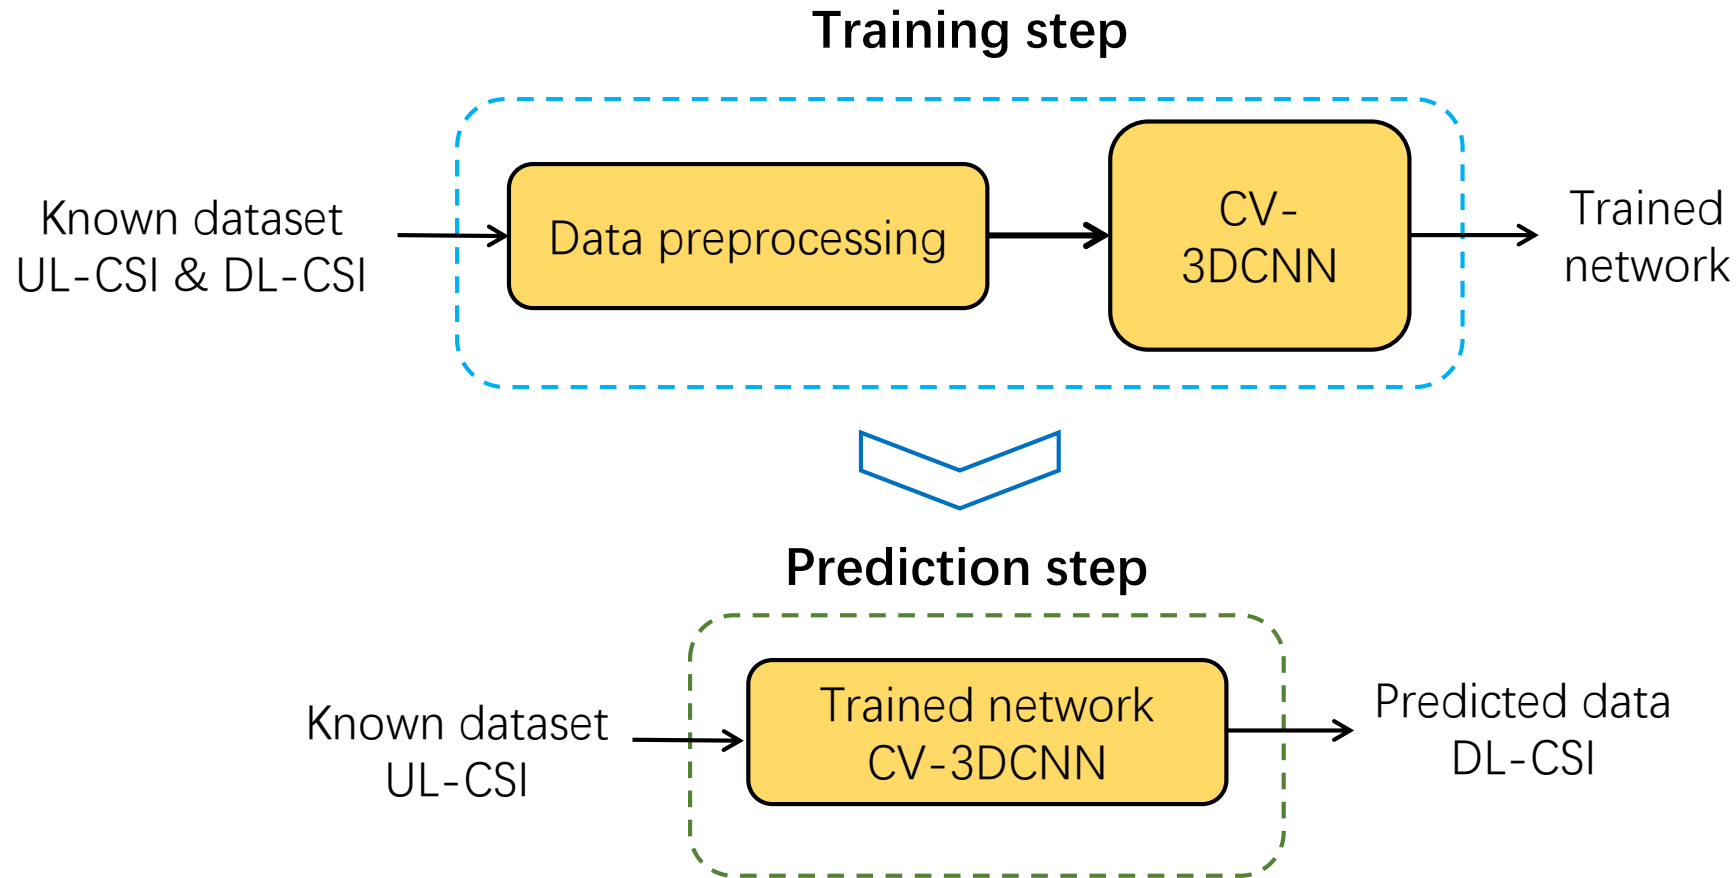 Training step
Known dataset
UL-CSI & DL-CSI
Data preprocessing
CV-
3DCNN
Trained
network
Prediction step
Known dataset
UL-CSI
Trained network
CV-3DCNN
Predicted data
DL-CSI